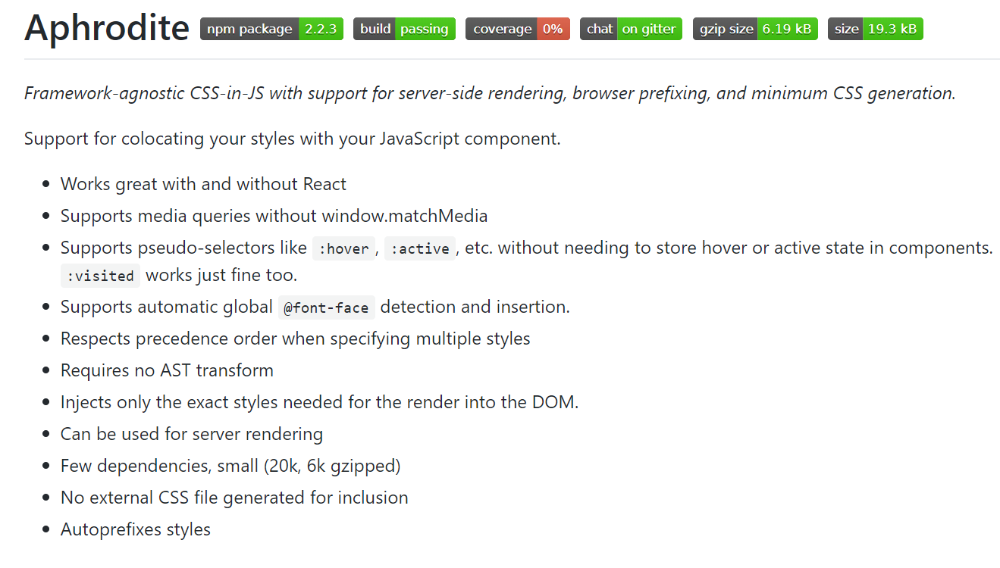 Aphrodite npm package 2.2.3 build passing coverage 0% chat on gitter gzip size 6.19 kB size 19.3 kB
Framework-agnostic CSS-in-JS with support for server-side rendering, browser prefixing, and minimum CSS generation.
Support for colocating your styles with your JavaScript component.
• Works great with and without React
• Supports media queries without window.matchMedia
• Supports pseudo-selectors like :hover, :active, etc. without needing to store hover or active state in components.
:visited works just fine too.
• Supports automatic global @font-face detection and insertion.
• Respects precedence order when specifying multiple styles
• Requires no AST transform
• Injects only the exact styles needed for the render into the DOM.
• Can be used for server rendering
• Few dependencies, small (20k, 6k gzipped)
• No external CSS file generated for inclusion
• Autoprefixes styles